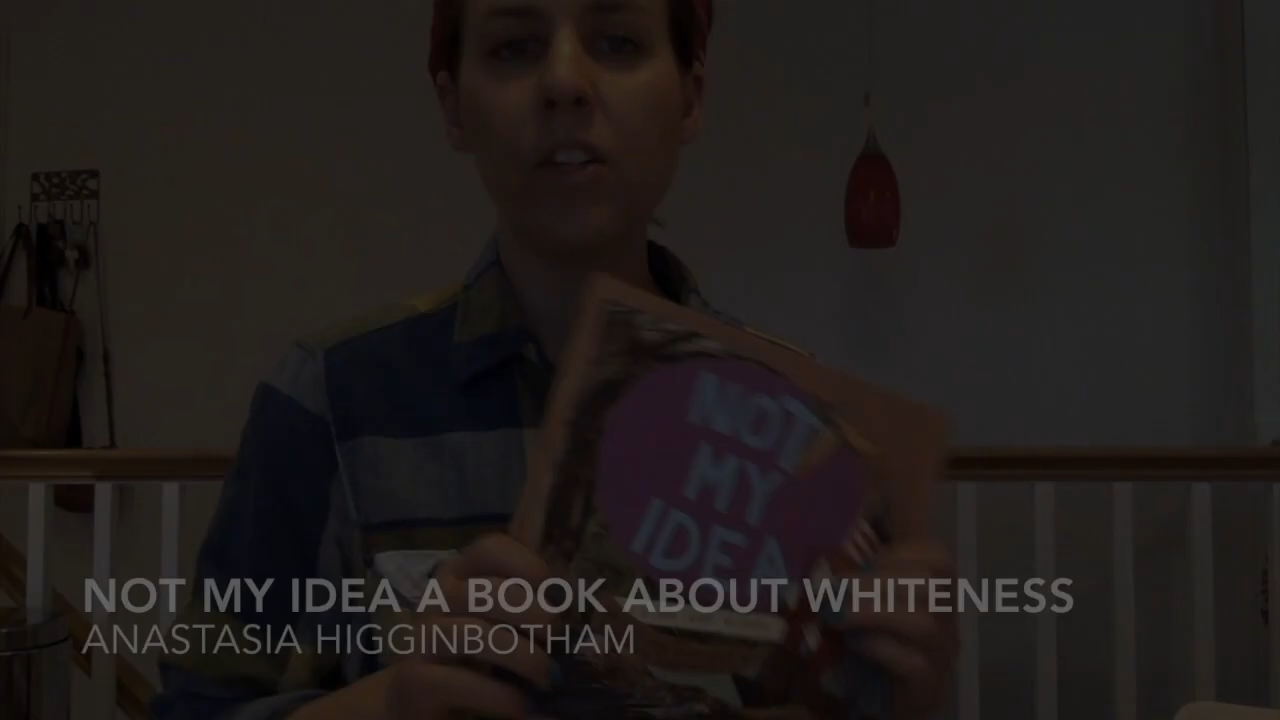 NOT
MY
IDEA
NOT MY IDEA A BOOK ABOUT WHITENESS
ANASTASIA HIGGINBOTHAM